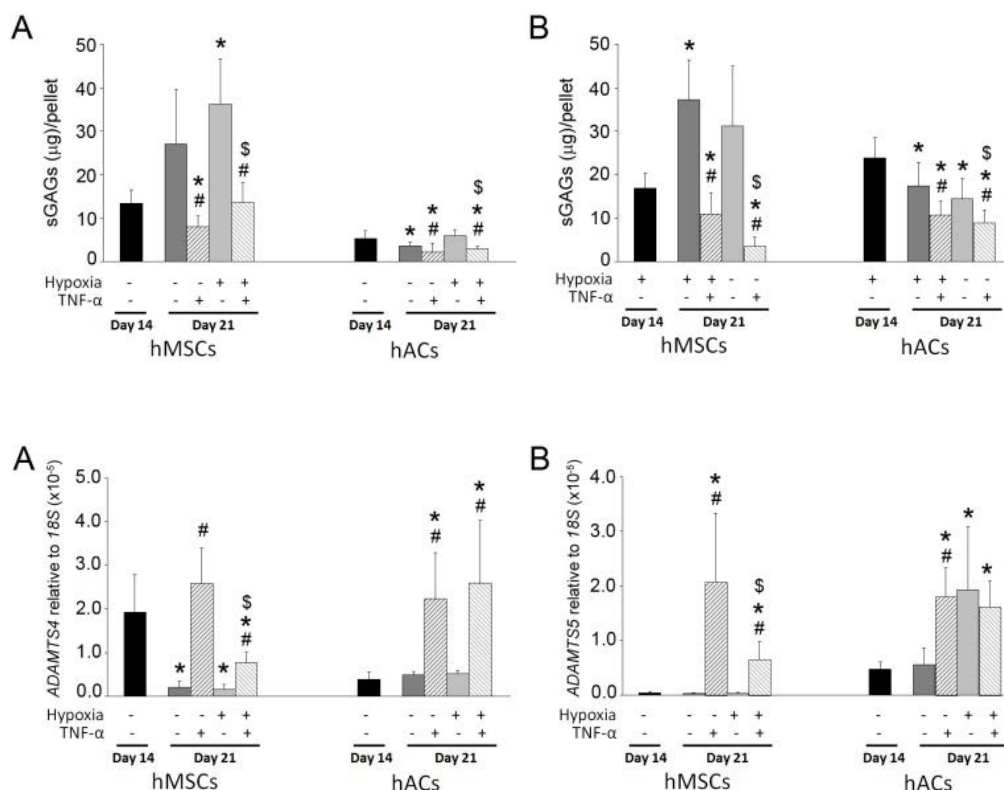 A
sGAGs (µg)/pellet
50
40
30
20
10
0
*
*
#
$
#
*
*
#
$
*
#
Hypoxia - - - + + - - - + +
TNF-α - - + - + - - + - +
Day 14 Day 21 Day 14 Day 21
hMSCs hACs
B
sGAGs (µg)/pellet
50
40
30
20
10
0
*
*
#
$
*
#
*
*
#
*
$
*
#
Hypoxia + + + - - + + + - -
TNF-α - - + - + - - + - +
Day 14 Day 21 Day 14 Day 21
hMSCs hACs
A
ADAMTS4 relative to 18S (x10⁻⁵)
5.0
4.0
3.0
2.0
1.0
0.0
*
#
*
$
*
#
*
#
*
#
Hypoxia - - - + + - - - + +
TNF-α - - + - + - - + - +
Day 14 Day 21 Day 14 Day 21
hMSCs hACs
B
ADAMTS5 relative to 18S (x10⁻⁵)
4.0
3.0
2.0
1.0
0.0
*
#
$
*
#
*
#
*
*
Hypoxia - - - + + - - - + +
TNF-α - - + - + - - + - +
Day 14 Day 21 Day 14 Day 21
hMSCs hACs